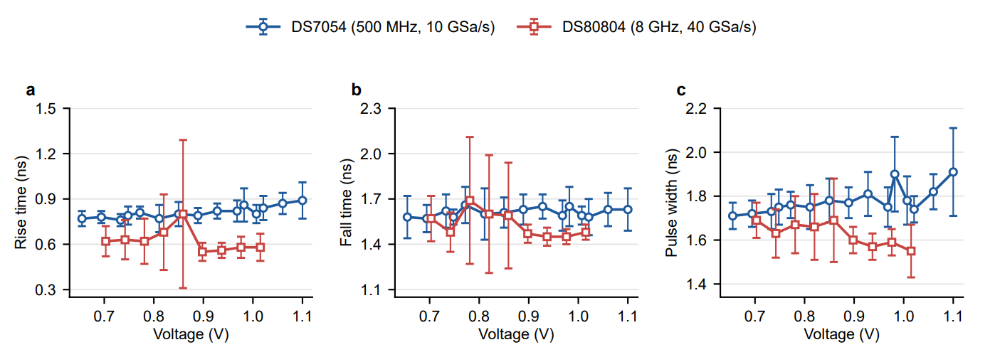 DS7054 (500 MHz, 10 GSa/s) DS80804 (8 GHz, 40 GSa/s)
a
1.5
1.2
0.9
0.6
0.3
Rise time (ns)
0.7 0.8 0.9 1.0 1.1
Voltage (V)
b
2.3
2.0
1.7
1.4
1.1
Fall time (ns)
0.7 0.8 0.9 1.0 1.1
Voltage (V)
c
2.2
2.0
1.8
1.6
1.4
Pulse width (ns)
0.7 0.8 0.9 1.0 1.1
Voltage (V)